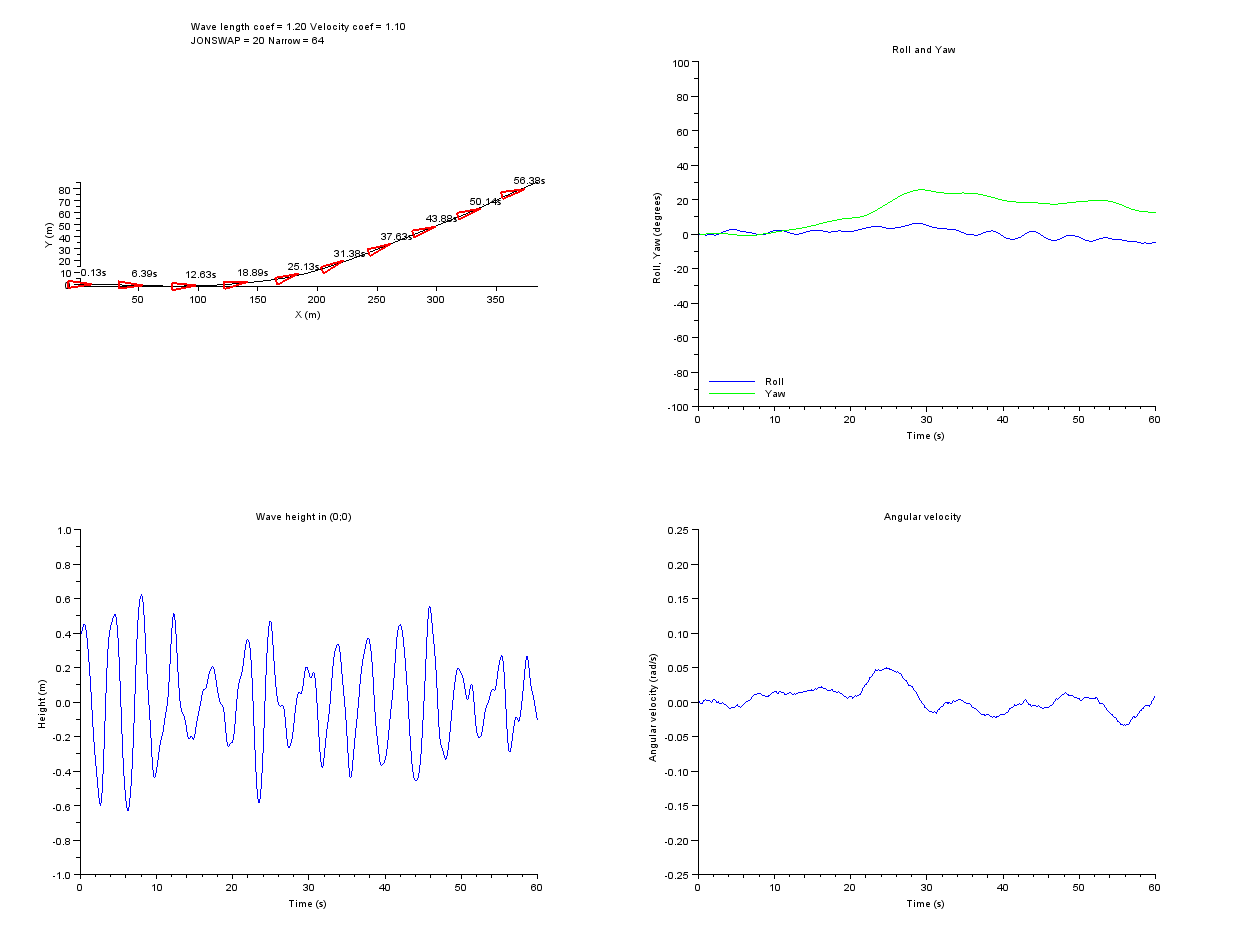 Wave length coef = 1.20 Velocity coef = 1.10
JONSWAP = 20 Narrow = 64
Y (m)
80
70
60
50
40
30
20
10
0
0.13s
6.39s
12.63s
18.89s
25.13s
31.38s
37.63s
43.88s
50.14s
56.38s
50
100
150
200
250
300
350
X (m)
Roll and Yaw
Roll, Yaw (degrees)
100
80
60
40
20
0
-20
-40
-60
-80
-100
Roll
Yaw
0
10
20
30
40
50
60
Time (s)
Wave height in (0;0)
Height (m)
1.0
0.8
0.6
0.4
0.2
0.0
-0.2
-0.4
-0.6
-0.8
-1.0
0
10
20
30
40
50
60
Time (s)
Angular velocity
Angular velocity (rad/s)
0.25
0.20
0.15
0.10
0.05
0.00
-0.05
-0.10
-0.15
-0.20
-0.25
0
10
20
30
40
50
60
Time (s)